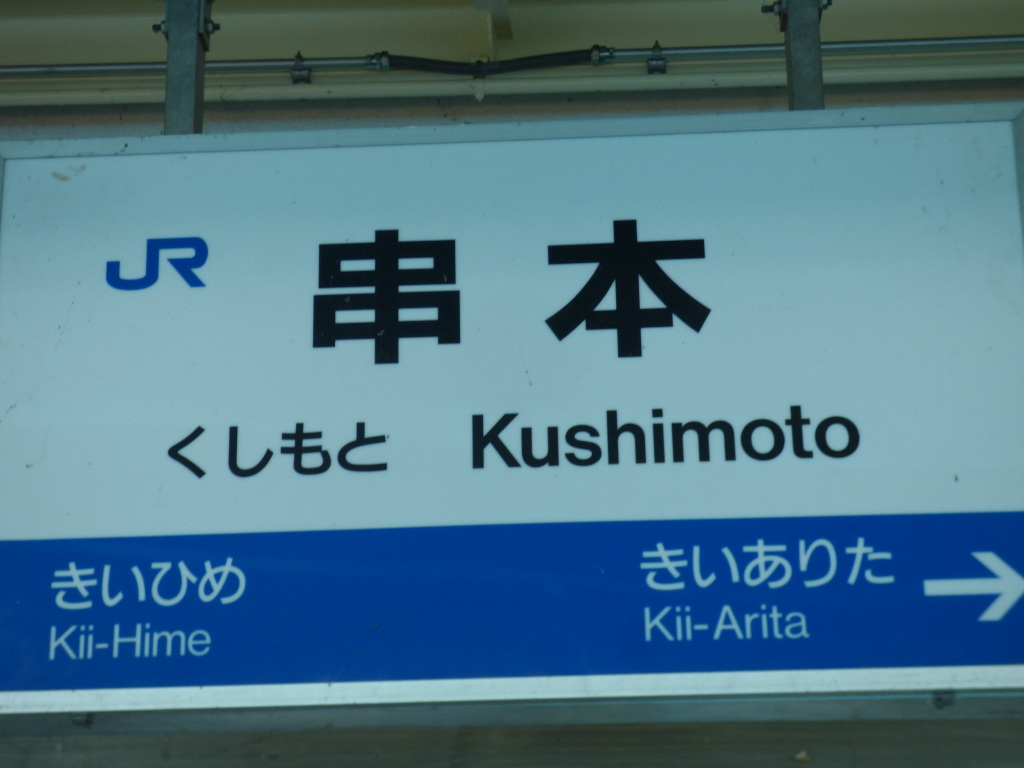 JR 串本
くしもと Kushimoto
きいひめ きいありた →
Kii-Hime Kii-Arita